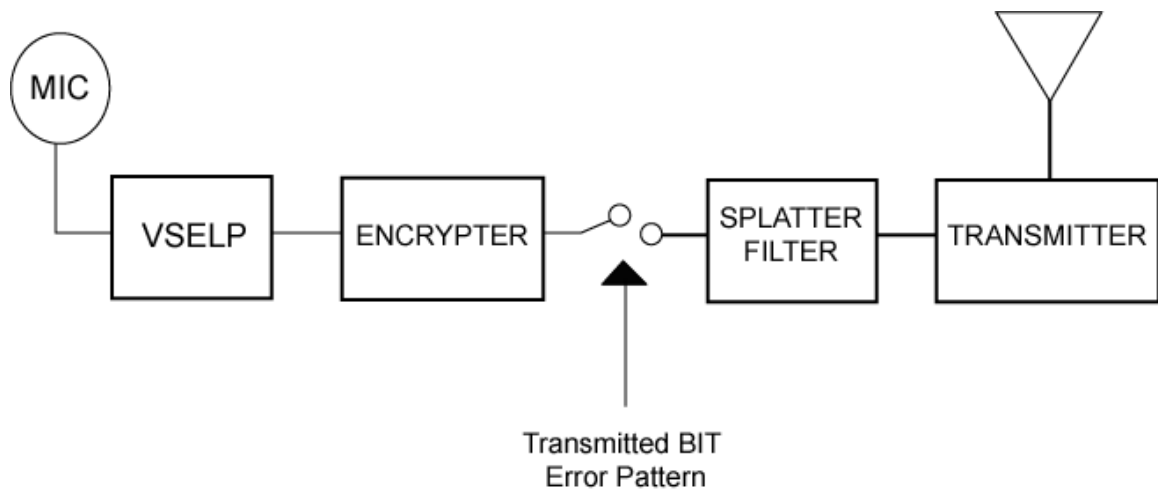 MIC
VSELP
ENCRYPTER
SPLATTER
FILTER
TRANSMITTER
Transmitted BIT
Error Pattern